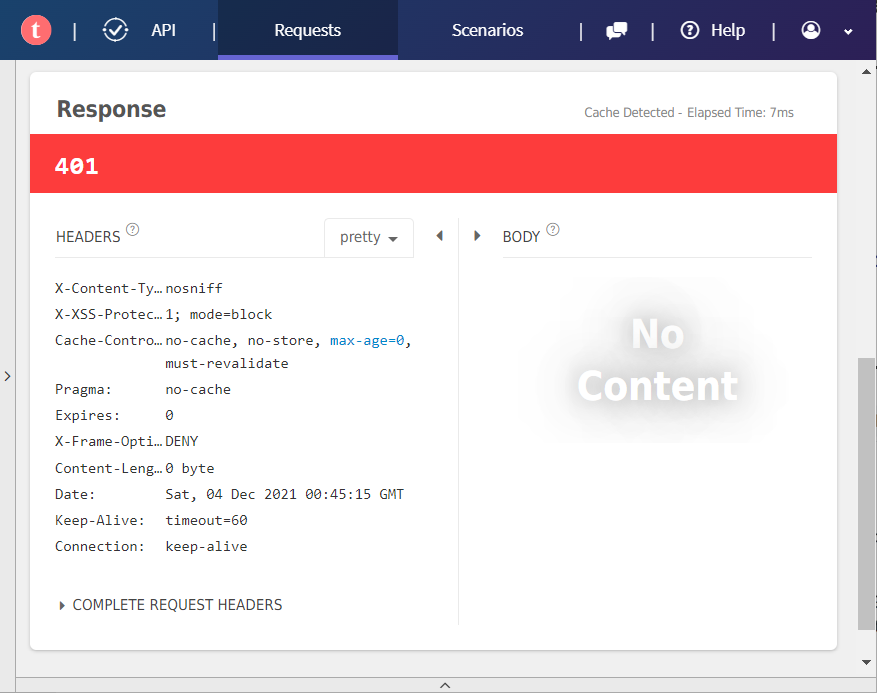 t | API | Requests Scenarios | | Help |
Response
Cache Detected - Elapsed Time: 7ms
401
HEADERS ? pretty BODY ?
X-Content-Ty… nosniff
X-XSS-Protec… 1; mode=block
Cache-Contro… no-cache, no-store, max-age=0,
must-revalidate
Pragma: no-cache
Expires: 0
X-Frame-Opti… DENY
Content-Leng… 0 byte
Date: Sat, 04 Dec 2021 00:45:15 GMT
Keep-Alive: timeout=60
Connection: keep-alive
No
Content
COMPLETE REQUEST HEADERS